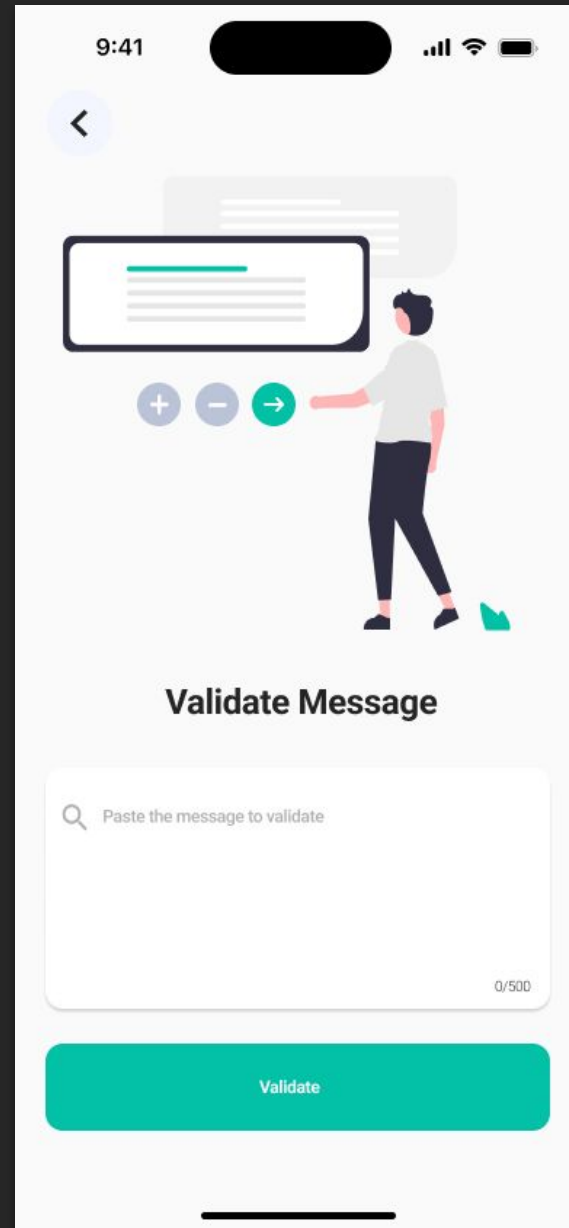 9:41
Validate Message
Paste the message to validate
0/500
Validate